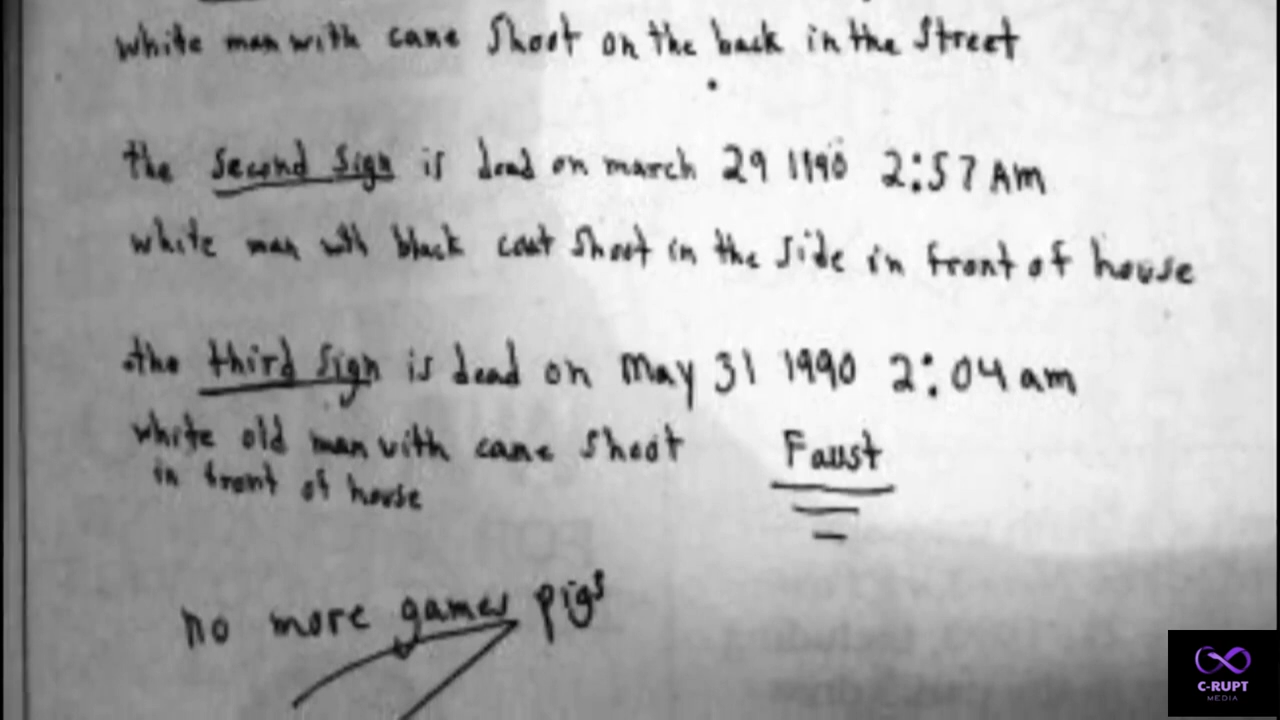 white man with cane shoot on the back in the street
the second sign is dead on march 29 1990 2:57 AM
white man with black coat shoot in the side in front of house
the third sign is dead on May 31 1990 2:04 am
white old man with cane shoot
in front of house
Faust
no more games pigs
C-RUPT
MEDIA